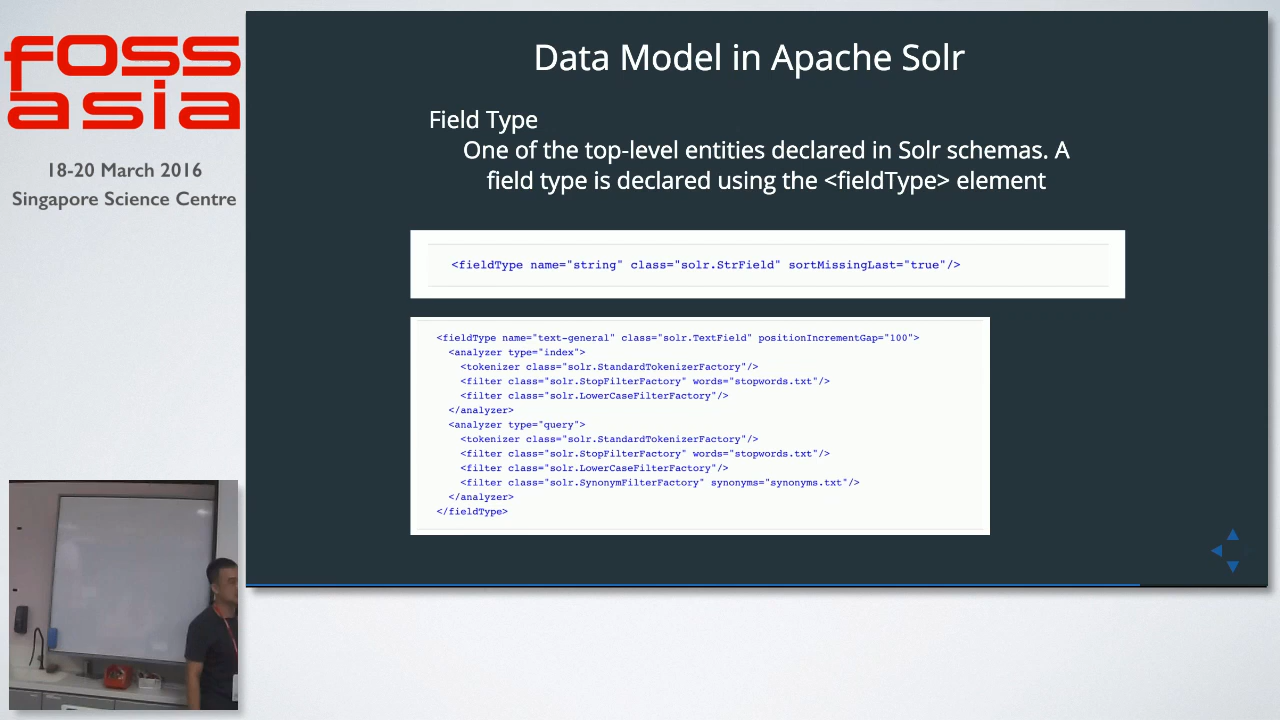 foss
asia
18-20 March 2016
Singapore Science Centre
Data Model in Apache Solr
Field Type
One of the top-level entities declared in Solr schemas. A
field type is declared using the <fieldType> element
<fieldType name="string" class="solr.StrField" sortMissingLast="true"/>
<fieldType name="text-general" class="solr.TextField" positionIncrementGap="100">
<analyzer type="index">
<tokenizer class="solr.StandardTokenizerFactory"/>
<filter class="solr.StopFilterFactory" words="stopwords.txt"/>
<filter class="solr.LowerCaseFilterFactory"/>
</analyzer>
<analyzer type="query">
<tokenizer class="solr.StandardTokenizerFactory"/>
<filter class="solr.StopFilterFactory" words="stopwords.txt"/>
<filter class="solr.LowerCaseFilterFactory"/>
<filter class="solr.SynonymFilterFactory" synonyms="synonyms.txt"/>
</analyzer>
</fieldType>